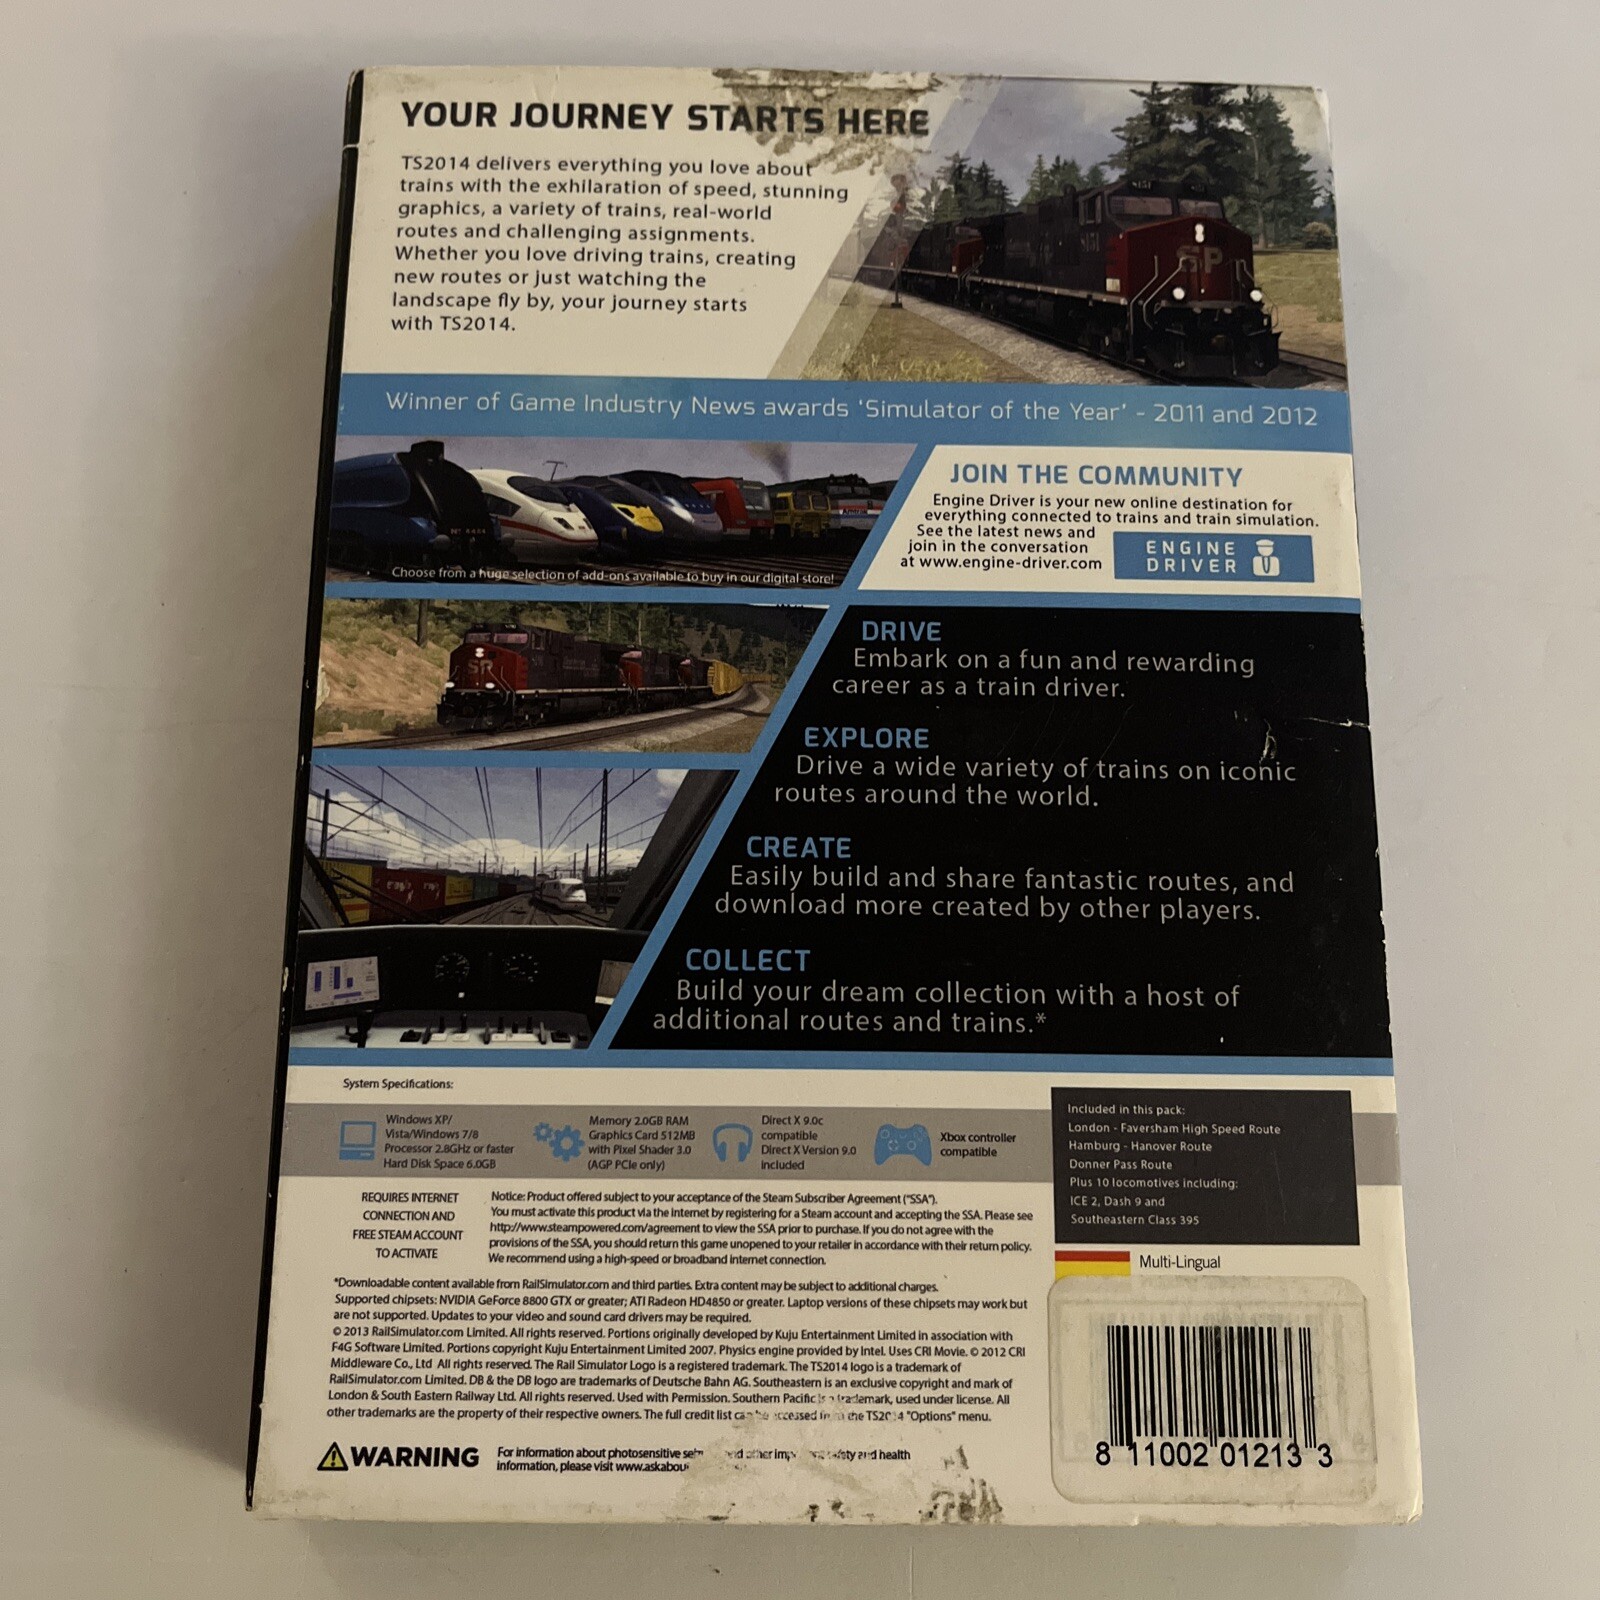 YOUR JOURNEY STARTS HERE
TS2014 delivers everything you love about
trains with the exhilaration of speed, stunning
graphics, a variety of trains, real-world
routes and challenging assignments.
Whether you love driving trains, creating
new routes or just watching the
landscape fly by, your journey starts
with TS2014.
8151
8151
SP
Winner of Game Industry News awards 'Simulator of the Year' - 2011 and 2012
Choose from a huge selection of add-ons available to buy in our digital store!
JOIN THE COMMUNITY
Engine Driver is your new online destination for
everything connected to trains and train simulation.
See the latest news and
join in the conversation
at www.engine-driver.com
ENGINE
DRIVER
DRIVE
Embark on a fun and rewarding
career as a train driver.
EXPLORE
Drive a wide variety of trains on iconic
routes around the world.
CREATE
Easily build and share fantastic routes, and
download more created by other players.
COLLECT
Build your dream collection with a host of
additional routes and trains.*
System Specifications:
Windows XP/
Vista/Windows 7/8
Processor 2.8GHz or faster
Hard Disk Space 6.0GB
Memory 2.0GB RAM
Graphics Card 512MB
with Pixel Shader 3.0
(AGP PCIe only)
Direct X 9.0c
compatible
Direct X Version 9.0
included
Xbox controller
compatible
Included in this pack:
London - Faversham High Speed Route
Hamburg - Hanover Route
Donner Pass Route
Plus 10 locomotives including:
ICE 2, Dash 9 and
Southeastern Class 395
REQUIRES INTERNET
CONNECTION AND
FREE STEAM ACCOUNT
TO ACTIVATE
Notice: Product offered subject to your acceptance of the Steam Subscriber Agreement ("SSA").
You must activate this product via the Internet by registering for a Steam account and accepting the SSA. Please see
http://www.steampowered.com/agreement to view the SSA prior to purchase. If you do not agree with the
provisions of the SSA, you should return this game unopened to your retailer in accordance with their return policy.
We recommend using a high-speed or broadband internet connection.
Multi-Lingual
*Downloadable content available from RailSimulator.com and third parties. Extra content may be subject to additional charges.
Supported chipsets: NVIDIA GeForce 8800 GTX or greater; ATI Radeon HD4850 or greater. Laptop versions of these chipsets may work but
are not supported. Updates to your video and sound card drivers may be required.
© 2013 RailSimulator.com Limited. All rights reserved. Portions originally developed by Kuju Entertainment Limited in association with
F4G Software Limited. Portions copyright Kuju Entertainment Limited 2007. Physics engine provided by Intel. Uses CRI Movie. © 2012 CRI
Middleware Co., Ltd All rights reserved. The Rail Simulator Logo is a registered trademark. The TS2014 logo is a trademark of
RailSimulator.com Limited. DB & the DB logo are trademarks of Deutsche Bahn AG. Southeastern is an exclusive copyright and mark of
London & South Eastern Railway Ltd. All rights reserved. Used with Permission. Southern Pacific is a trademark, used under license. All
other trademarks are the property of their respective owners. The full credit list can be accessed from the TS2014 "Options" menu.
WARNING
For information about photosensitive and other safety and health
information, please visit
8 11002 01213 3